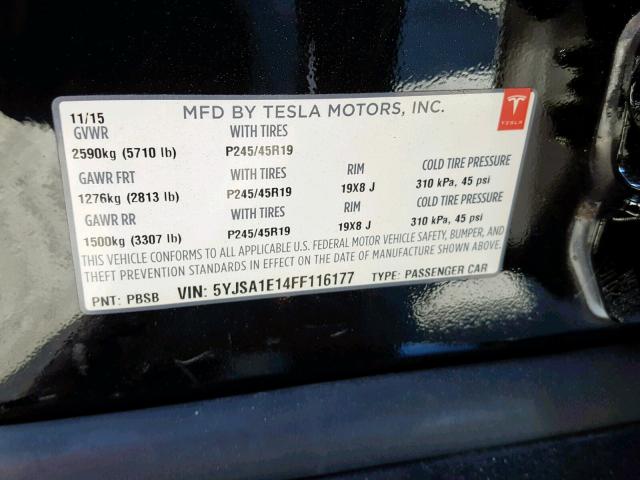 11/15 MFD BY TESLA MOTORS, INC.
TESLA
GVWR WITH TIRES
2590kg (5710 lb) P245/45R19
GAWR FRT WITH TIRES RIM COLD TIRE PRESSURE
1276kg (2813 lb) P245/45R19 19X8 J 310 kPa, 45 psi
GAWR RR WITH TIRES RIM COLD TIRE PRESSURE
1500kg (3307 lb) P245/45R19 19X8 J 310 kPa, 45 psi
THIS VEHICLE CONFORMS TO ALL APPLICABLE U.S. FEDERAL MOTOR VEHICLE SAFETY, BUMPER, AND
THEFT PREVENTION STANDARDS IN EFFECT ON THE DATE OF MANUFACTURE SHOWN ABOVE.
PNT: PBSB VIN: 5YJSA1E14FF116177 TYPE: PASSENGER CAR